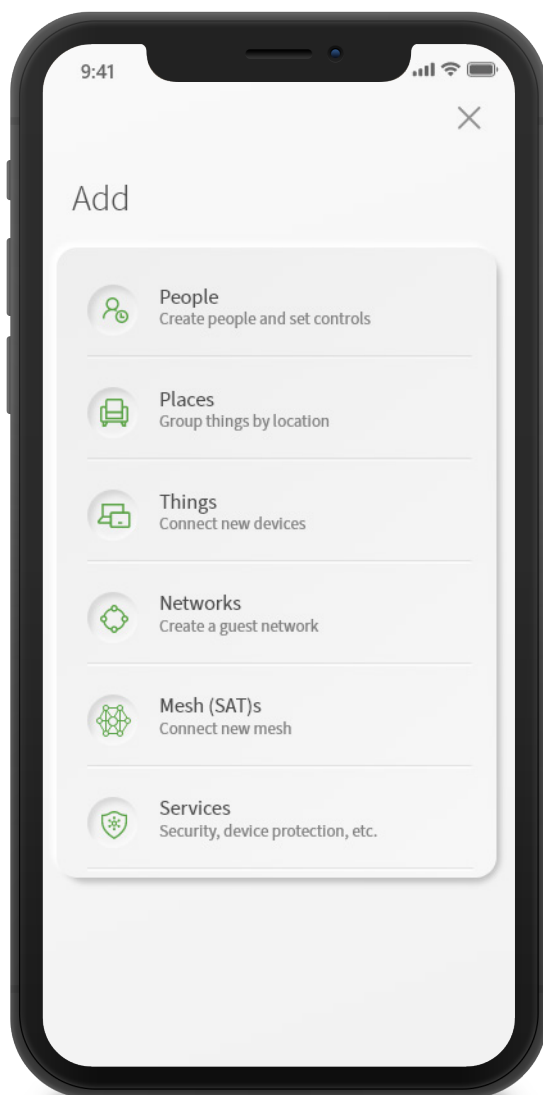 9:41
Add
People
Create people and set controls
Places
Group things by location
Things
Connect new devices
Networks
Create a guest network
Mesh (SAT)s
Connect new mesh
Services
Security, device protection, etc.